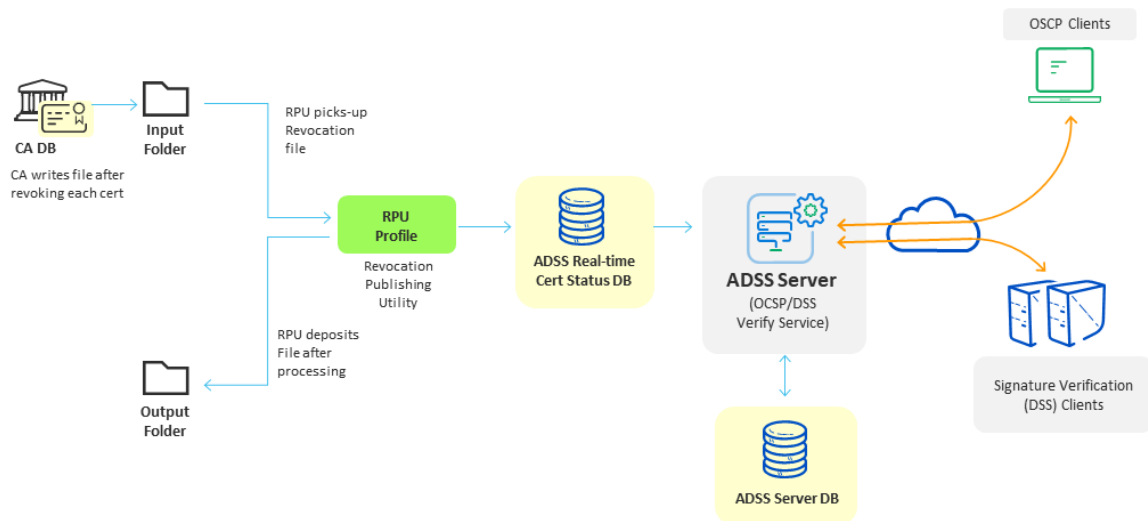 OSCP Clients
CA DB
CA writes file after
revoking each cert
Input
Folder
RPU picks-up
Revocation
file
RPU
Profile
Revocation
Publishing
Utility
RPU deposits
File after
processing
Output
Folder
ADSS Real-time
Cert Status DB
ADSS Server
(OCSP/DSS
Verify Service)
ADSS Server DB
Signature Verification
(DSS) Clients